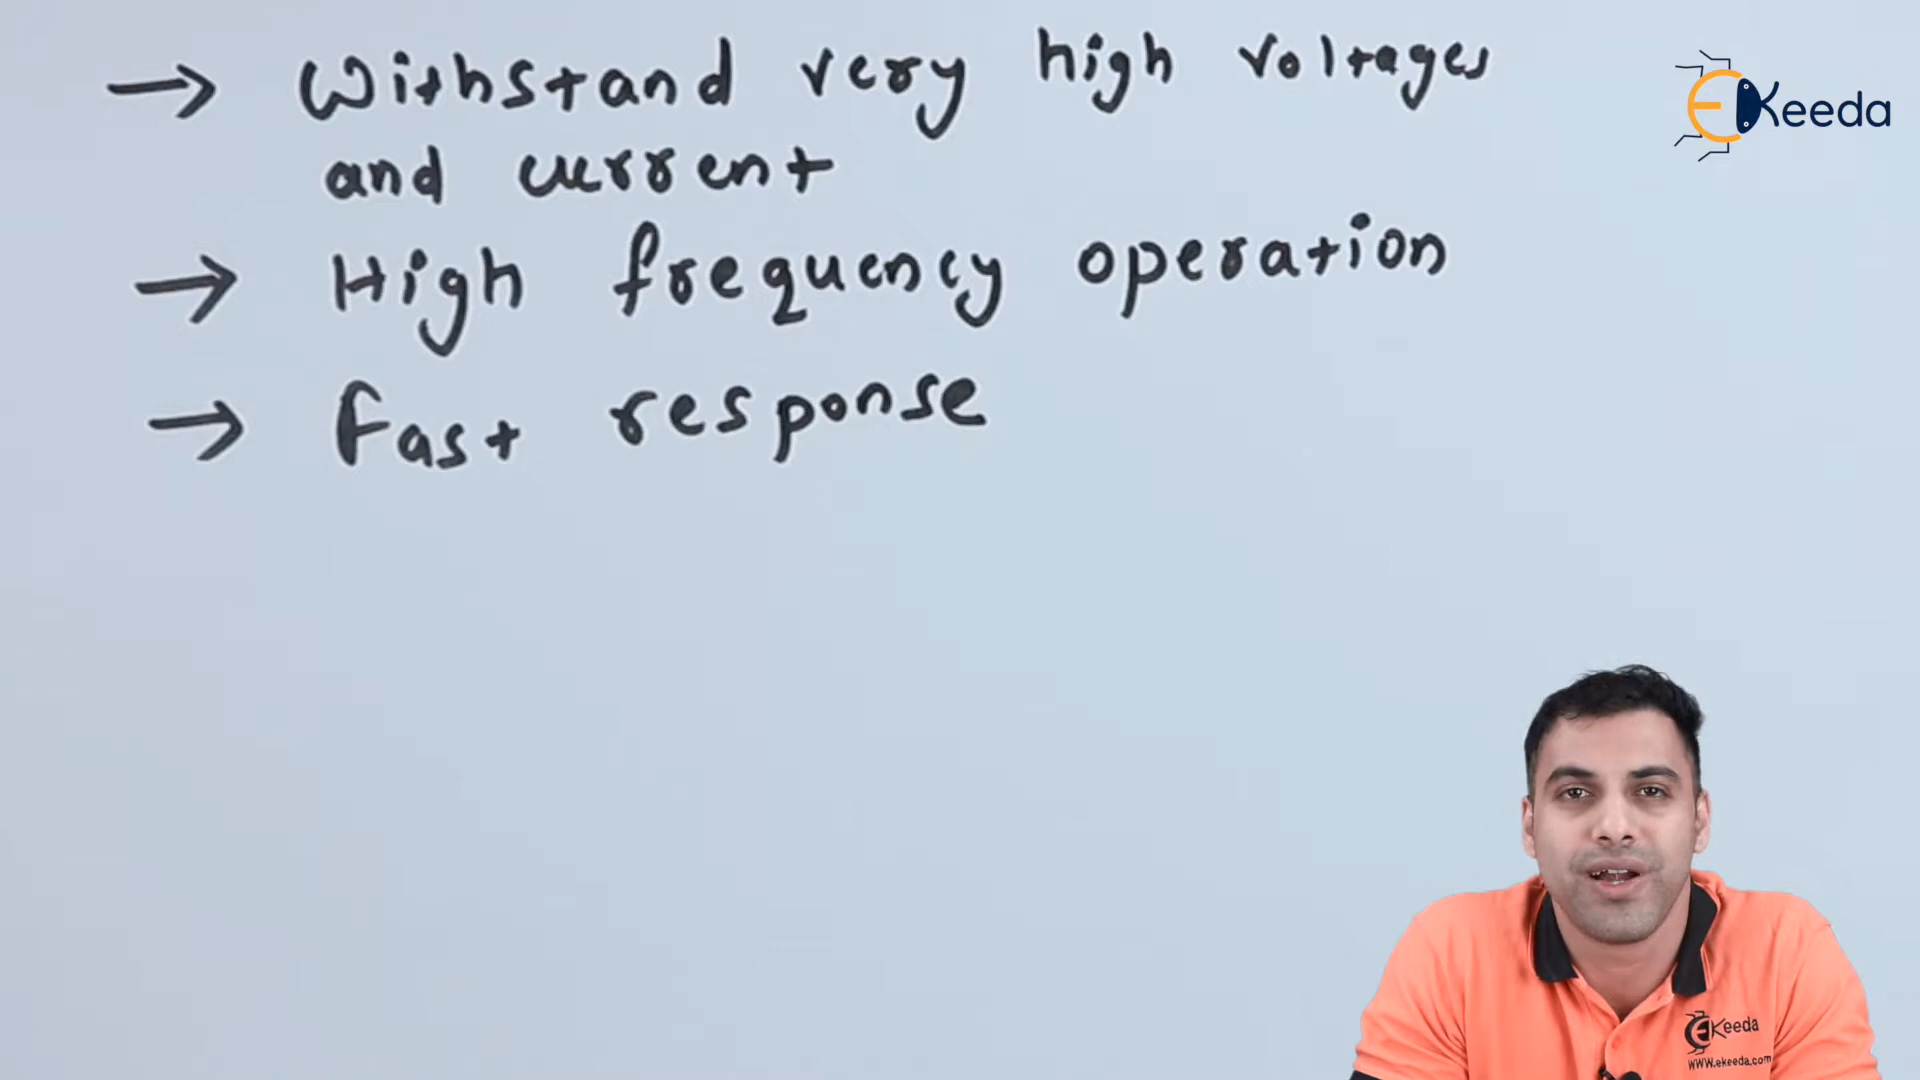 → Withstand very high voltages
and current
→ High frequency operation
→ Fast response
EKeeda
EKeeda
www.ekeeda.com